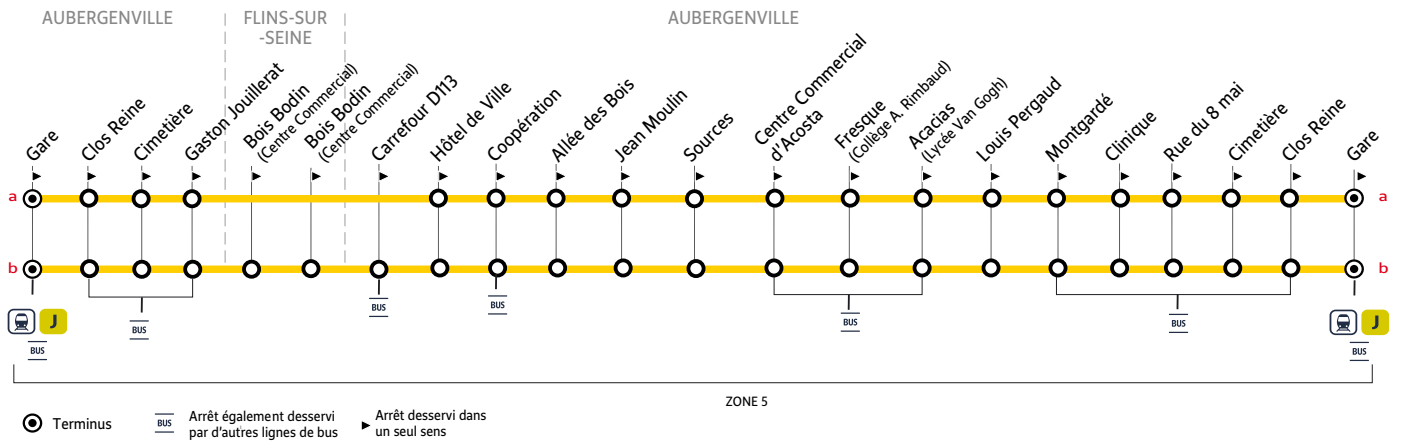 AUBERGENVILLE
FLINS-SUR
-SEINE
AUBERGENVILLE
Gare
Clos Reine
Cimetière
Gaston Jouillerat
Bois Bodin
(Centre Commercial)
Bois Bodin
(Centre Commercial)
Carrefour D113
Hôtel de Ville
Coopération
Allée des Bois
Jean Moulin
Sources
Centre Commercial
d'Acosta
Fresque
(Collège A. Rimbaud)
Acacias
(Lycée Van Gogh)
Louis Pergaud
Montgardé
Clinique
Rue du 8 mai
Cimetière
Clos Reine
Gare
a
a
b
b
J
BUS
BUS
BUS
BUS
BUS
BUS
J
BUS
ZONE 5
Terminus
BUS
Arrêt également desservi
par d'autres lignes de bus
Arrêt desservi dans
un seul sens